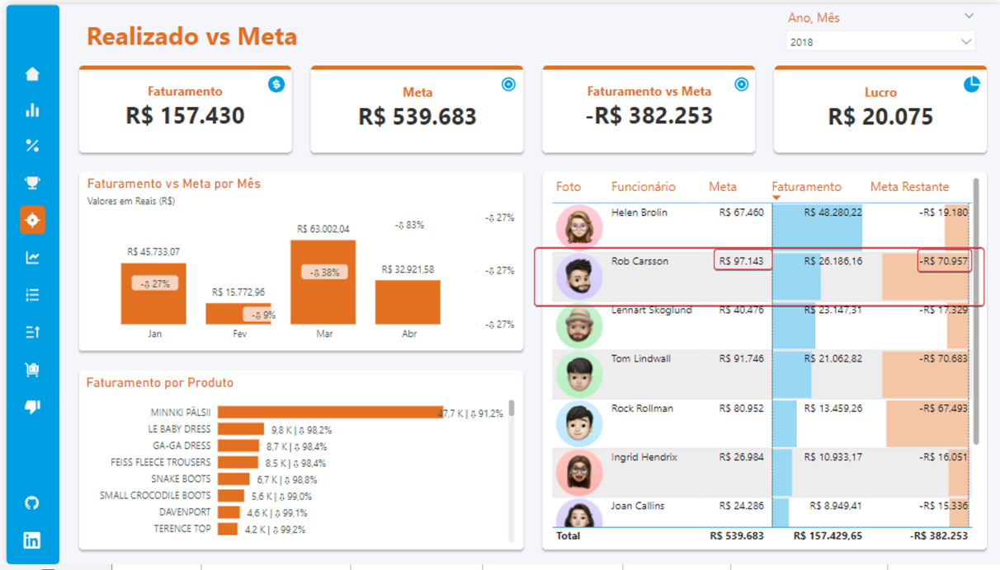 Realizado vs Meta
Ano, Mês
2018
Faturamento
R$ 157.430
Meta
R$ 539.683
Faturamento vs Meta
-R$ 382.253
Lucro
R$ 20.075
Faturamento vs Meta por Mês
Valores em Reais (R$)
R$ 45.733,07
-⇩ 27%
Jan
R$ 15.772,96
-⇩ 9%
Fev
R$ 63.002,04
-⇩ 38%
Mar
-⇩ 83%
R$ 32.921,58
Abr
-⇩ 27%
-⇩ 27%
-⇩ 27%
Faturamento por Produto
MINNKI PÄLSII 47,7 K | ⇩ 91,2%
LE BABY DRESS 9,8 K | ⇩ 98,2%
GA-GA DRESS 8,7 K | ⇩ 98,4%
FEISS FLEECE TROUSERS 8,5 K | ⇩ 98,4%
SNAKE BOOTS 6,7 K | ⇩ 98,8%
SMALL CROCODILE BOOTS 5,6 K | ⇩ 99,0%
DAVENPORT 4,6 K | ⇩ 99,1%
TERENCE TOP 4,2 K | ⇩ 99,2%
Foto Funcionário Meta Faturamento Meta Restante
Helen Brolin R$ 67.460 R$ 48.280,22 -R$ 19.180
Rob Carsson R$ 97.143 R$ 26.186,16 -R$ 70.957
Lennart Skoglund R$ 40.476 R$ 23.147,31 -R$ 17.329
Tom Lindwall R$ 91.746 R$ 21.062,82 -R$ 70.683
Rock Rollman R$ 80.952 R$ 13.459,26 -R$ 67.493
Ingrid Hendrix R$ 26.984 R$ 10.933,17 -R$ 16.051
Joan Callins R$ 24.286 R$ 8.949,41 -R$ 15.336
Total R$ 539.683 R$ 157.429,65 -R$ 382.253
in